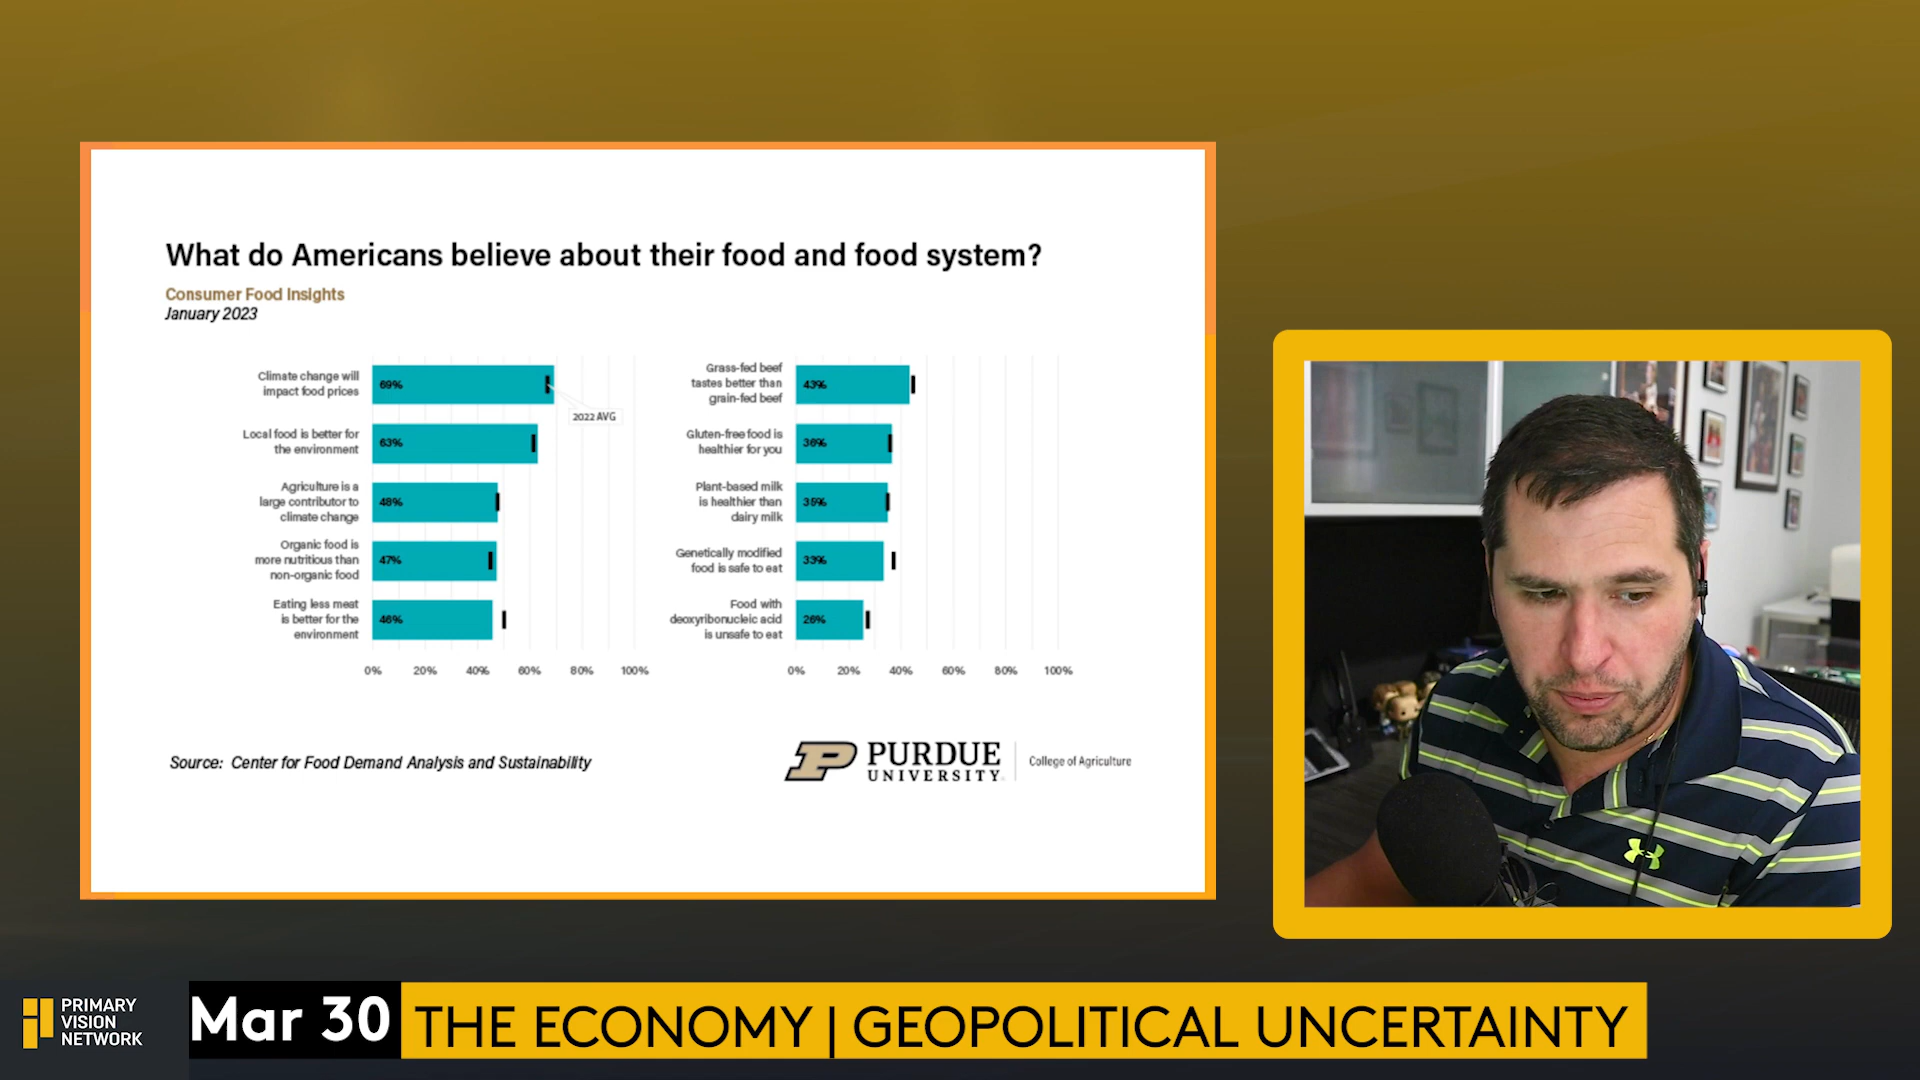 What do Americans believe about their food and food system?
Consumer Food Insights
January 2023
Climate change will
impact food prices
69%
2022 AVG
Local food is better for
the environment
63%
Agriculture is a
large contributor to
climate change
48%
Organic food is
more nutritious than
non-organic food
47%
Eating less meat
is better for the
environment
46%
0% 20% 40% 60% 80% 100%
Grass-fed beef
tastes better than
grain-fed beef
43%
Gluten-free food is
healthier for you
36%
Plant-based milk
is healthier than
dairy milk
35%
Genetically modified
food is safe to eat
33%
Food with
deoxyribonucleic acid
is unsafe to eat
26%
0% 20% 40% 60% 80% 100%
Source: Center for Food Demand Analysis and Sustainability
PURDUE
UNIVERSITY
College of Agriculture
PRIMARY
VISION
NETWORK
Mar 30
THE ECONOMY | GEOPOLITICAL UNCERTAINTY